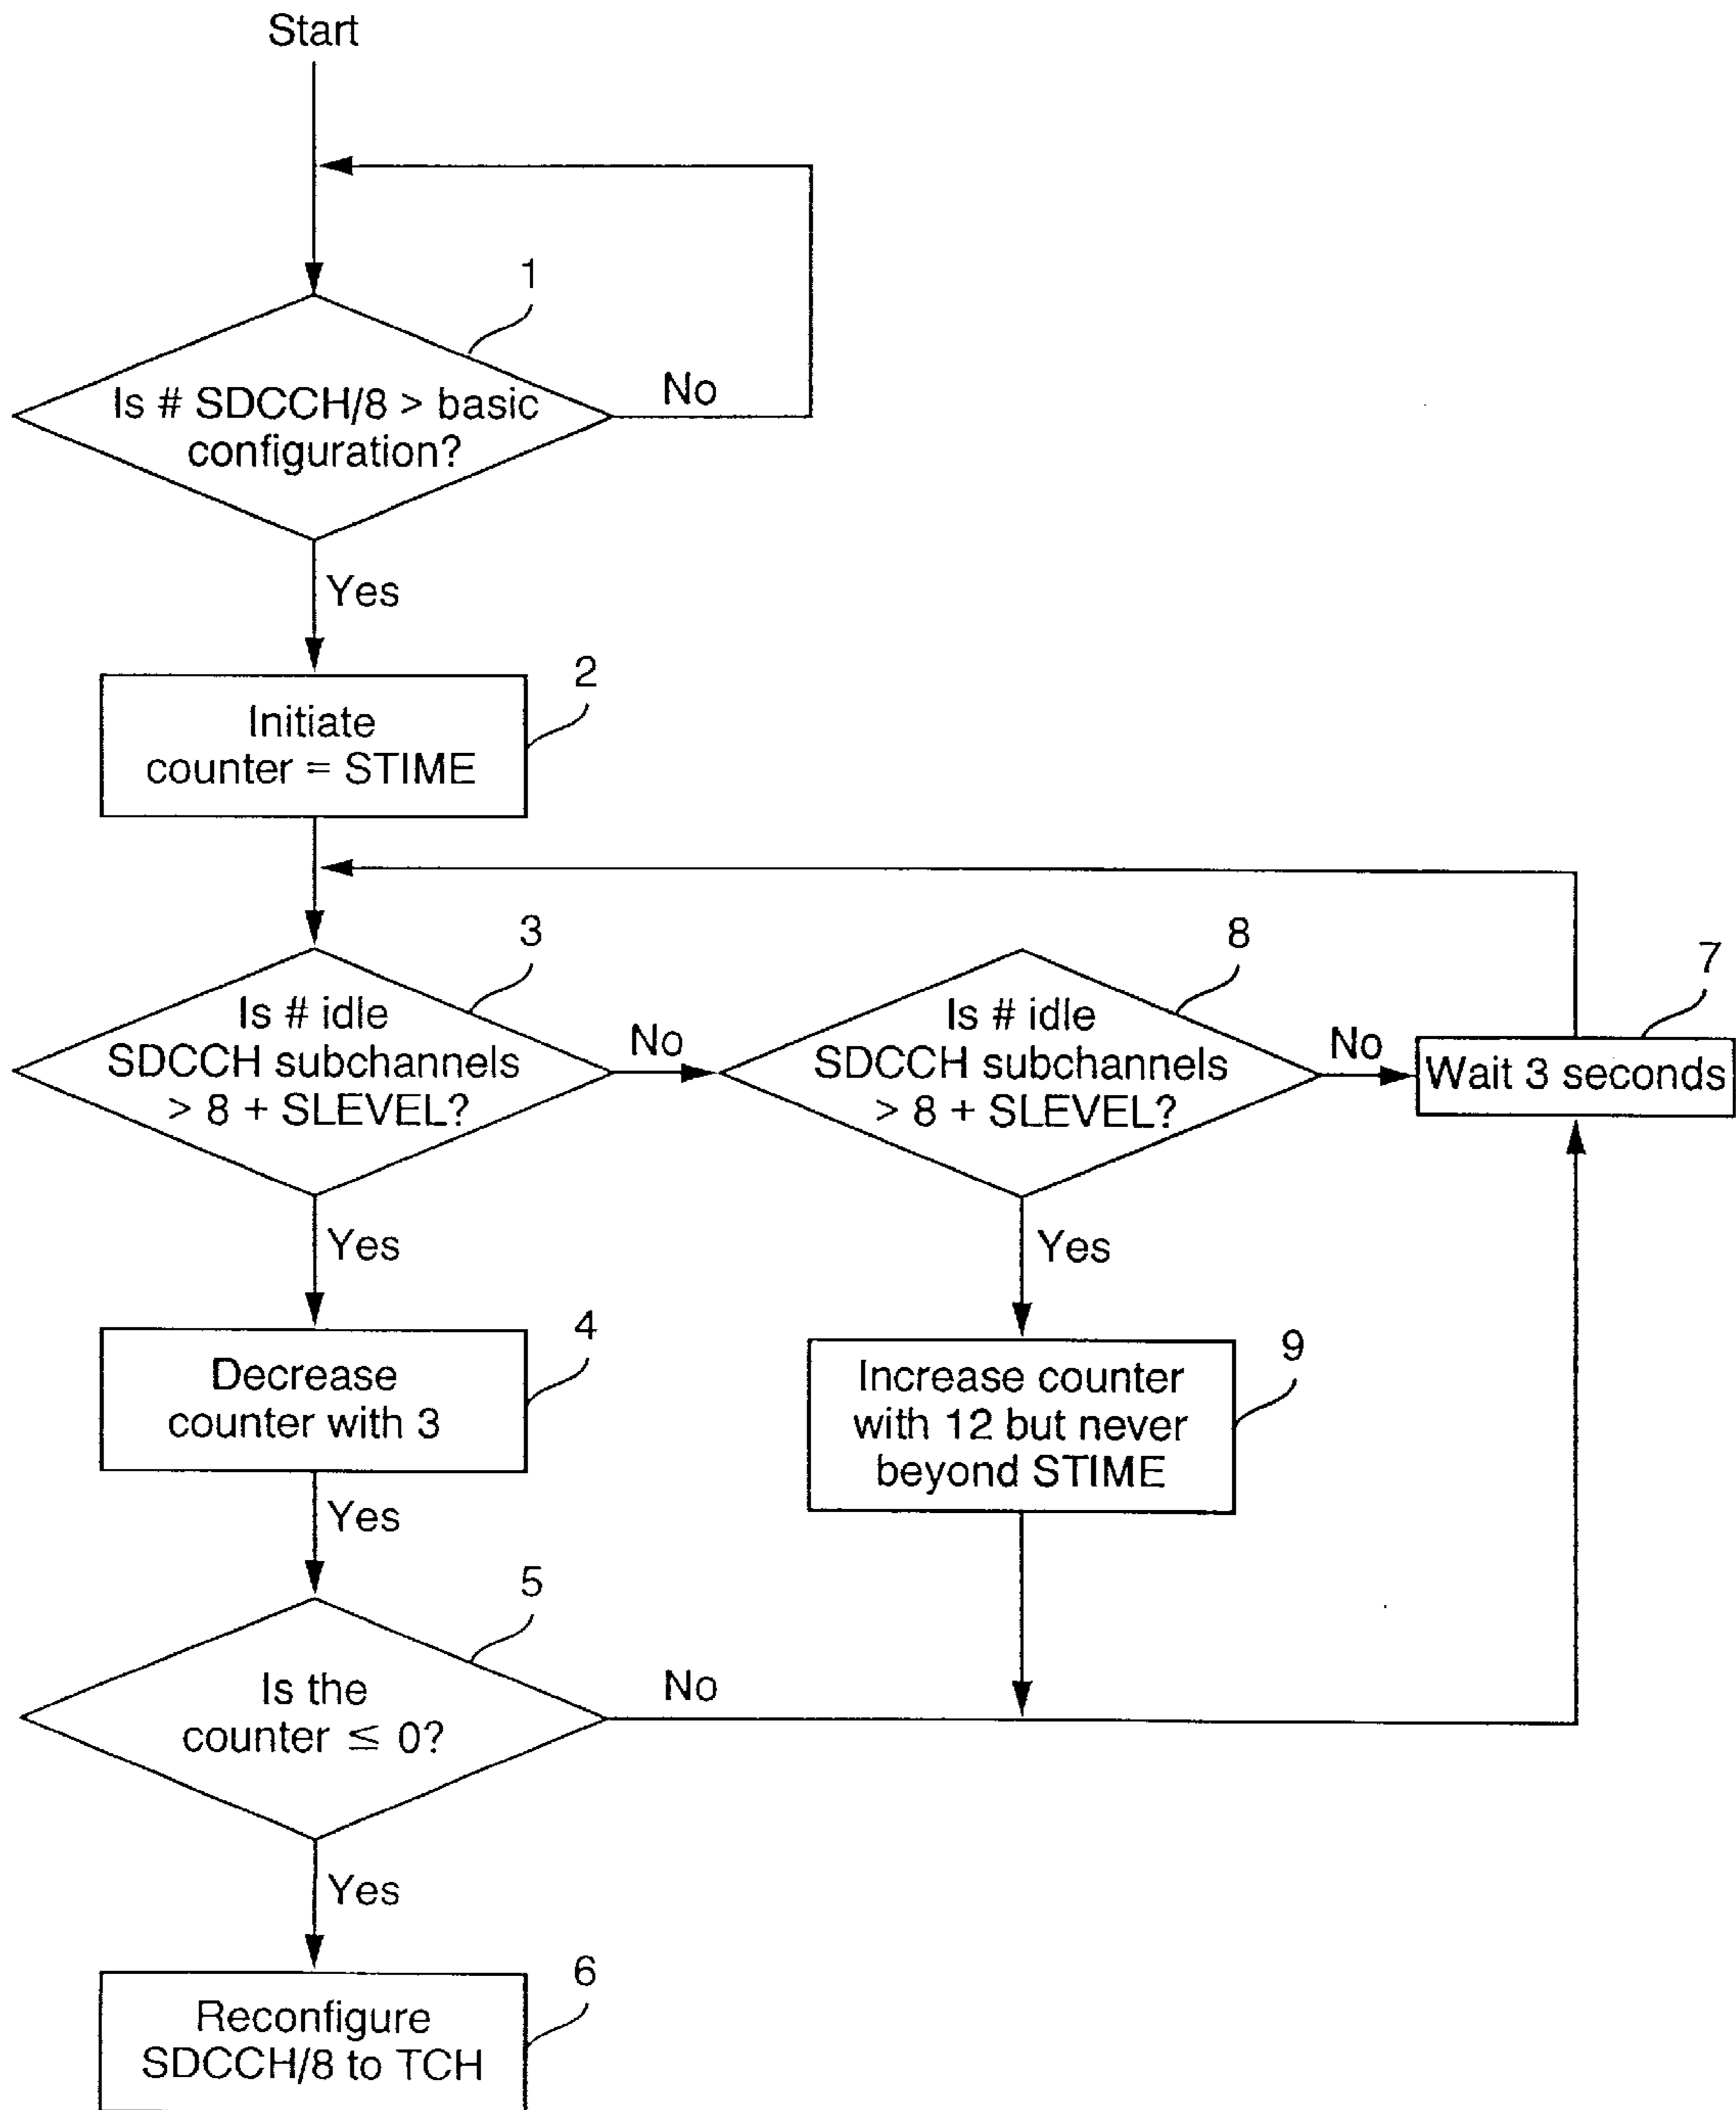 Start
1
Is # SDCCH/8 > basic
configuration?
No
Yes
2
Initiate
counter = STIME
3
Is # idle
SDCCH subchannels
> 8 + SLEVEL?
No
8
Is # idle
SDCCH subchannels
> 8 + SLEVEL?
No
7
Wait 3 seconds
Yes
Yes
4
Decrease
counter with 3
9
Increase counter
with 12 but never
beyond STIME
Yes
5
Is the
counter ≤ 0?
No
Yes
6
Reconfigure
SDCCH/8 to TCH